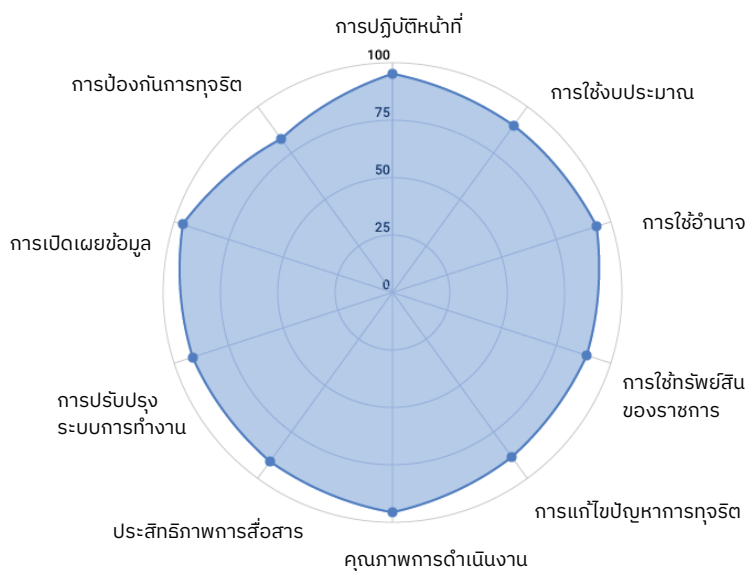 การปฏิบัติหน้าที่
100
การป้องกันการทุจริต
การใช้งบประมาณ
75
50
การใช้อำนาจ
การเปิดเผยข้อมูล
25
0
การใช้ทรัพย์สิน
ของราชการ
การปรับปรุง
ระบบการทำงาน
การแก้ไขปัญหาการทุจริต
ประสิทธิภาพการสื่อสาร
คุณภาพการดำเนินงาน